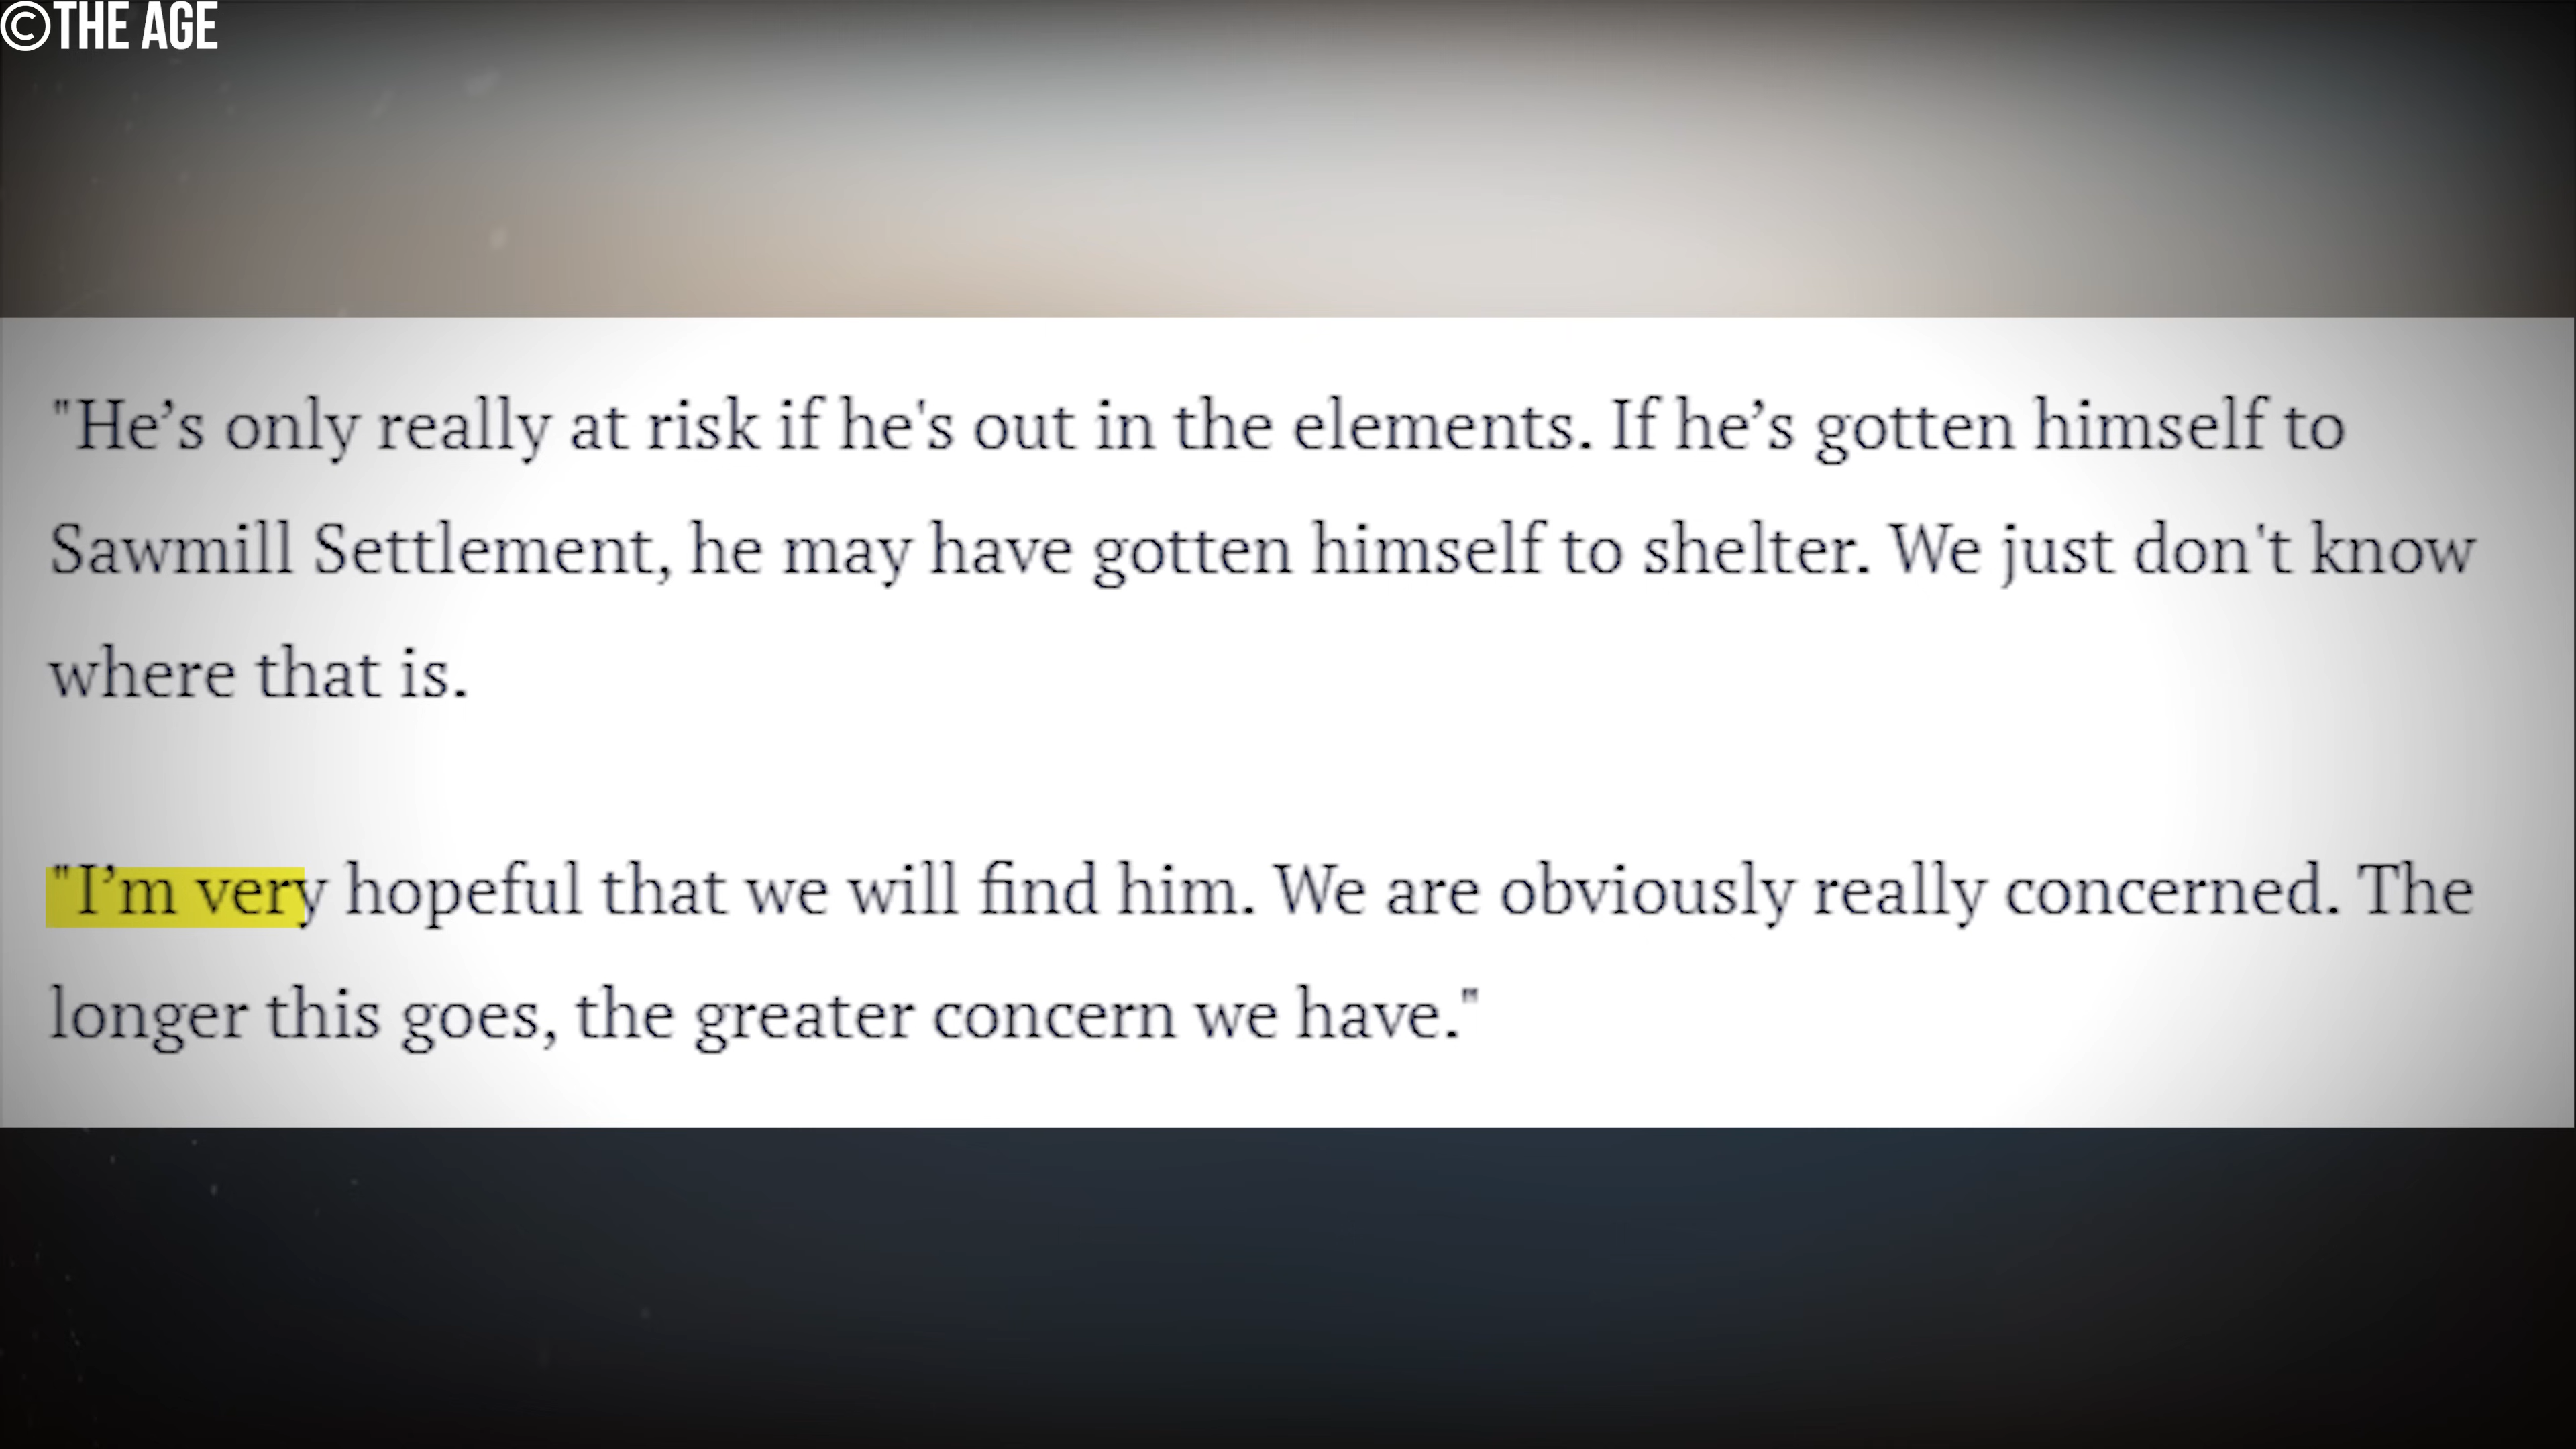 ©THE AGE
"He’s only really at risk if he's out in the elements. If he’s gotten himself to
Sawmill Settlement, he may have gotten himself to shelter. We just don't know
where that is.
"I’m very hopeful that we will find him. We are obviously really concerned. The
longer this goes, the greater concern we have."